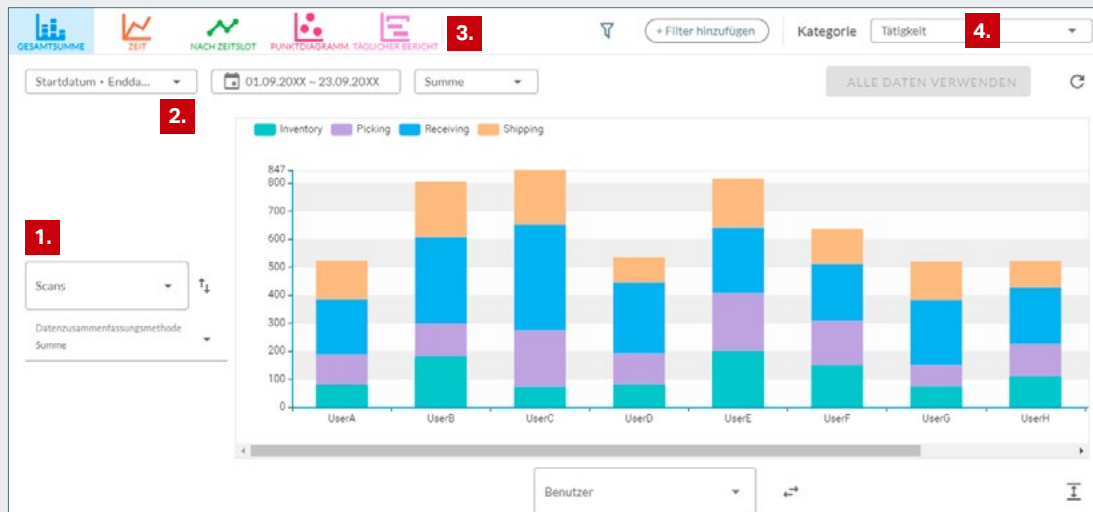 GESAMTSUMME
ZEIT
NACH ZEITSLOT
PUNKTDIAGRAMM
TÄGLICHER BERICHT
3.
+ Filter hinzufügen
Kategorie
Tätigkeit
4.
Startdatum • Endda...
01.09.20XX ~ 23.09.20XX
Summe
ALLE DATEN VERWENDEN
2.
Inventory
Picking
Receiving
Shipping
847
800
700
600
500
400
300
200
100
0
1.
Scans
Datenzusammenfassungsmethode
Summe
UserA
UserB
UserC
UserD
UserE
UserF
UserG
UserH
Benutzer